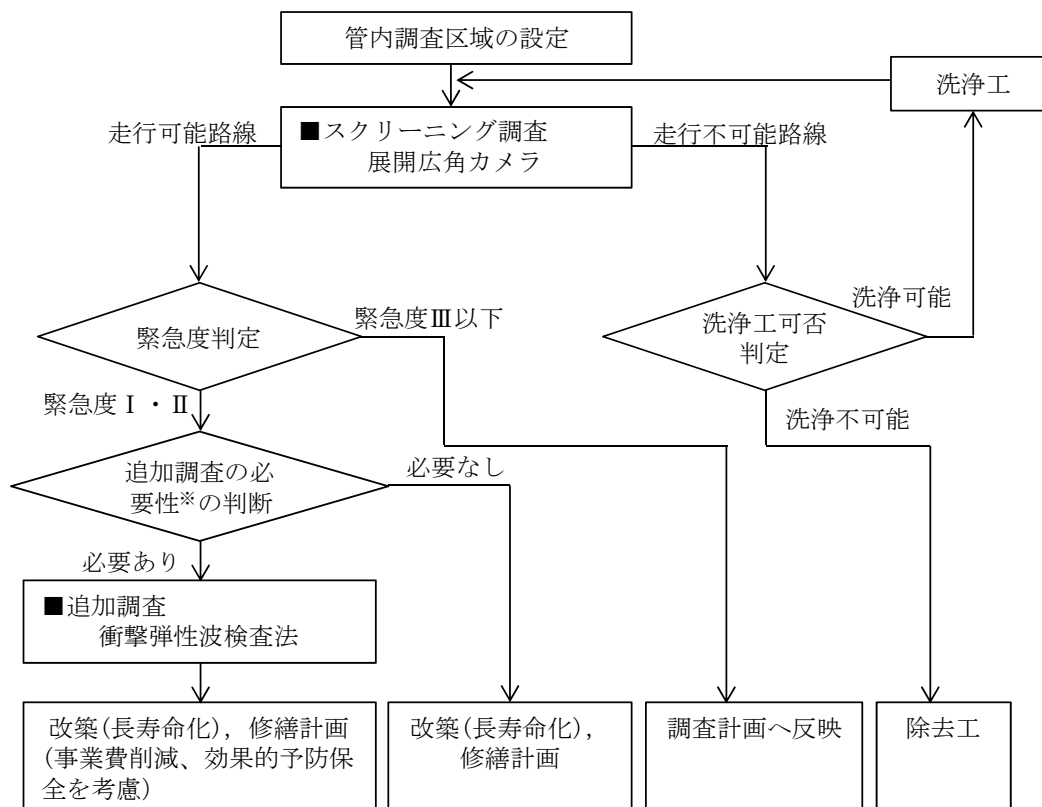 管内調査区域の設定
洗浄工
走行可能路線
■スクリーニング調査
展開広角カメラ
走行不可能路線
緊急度判定
緊急度Ⅲ以下
洗浄工可否
判定
洗浄可能
緊急度Ⅰ・Ⅱ
洗浄不可能
追加調査の必
要性※の判断
必要なし
必要あり
■追加調査
衝撃弾性波検査法
改築(長寿命化)，修繕計画
(事業費削減、効果的予防保
全を考慮)
改築(長寿命化)，
修繕計画
調査計画へ反映
除去工